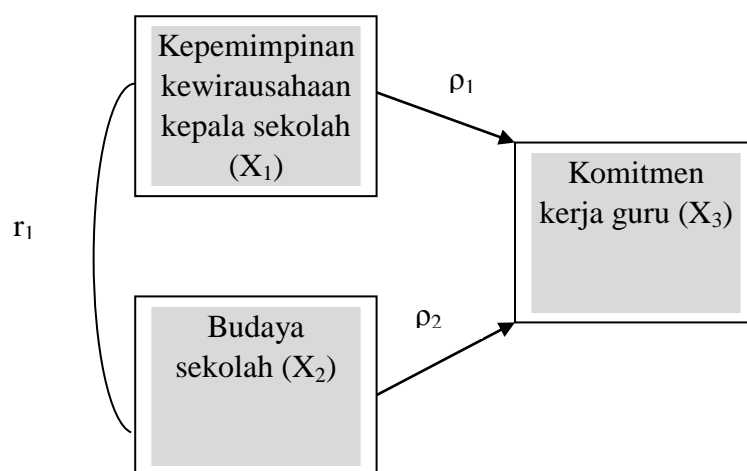 Kepemimpinan
kewirausahaan
kepala sekolah
(X₁)
ρ₁
Komitmen
kerja guru (X₃)
r₁
Budaya
sekolah (X₂)
ρ₂